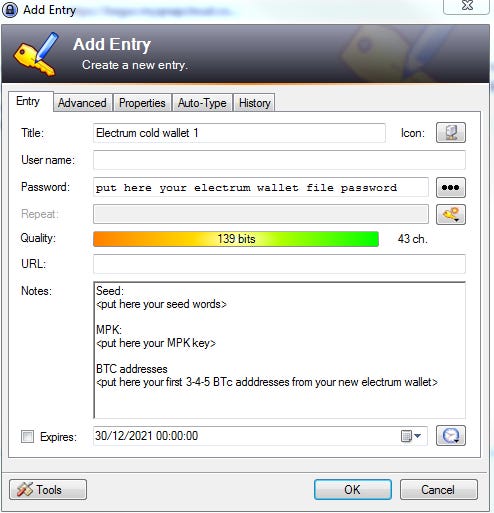 Add Entry
Add Entry
Create a new entry.
Entry Advanced Properties Auto-Type History
Title: Electrum cold wallet 1 Icon:
User name:
Password: put here your electrum wallet file password
Repeat:
Quality: 139 bits 43 ch.
URL:
Notes: Seed:
<put here your seed words>
MPK:
<put here your MPK key>
BTC addresses
<put here your first 3-4-5 BTc adddreses from your new electrum wallet>
Expires: 30/12/2021 00:00:00
Tools OK Cancel